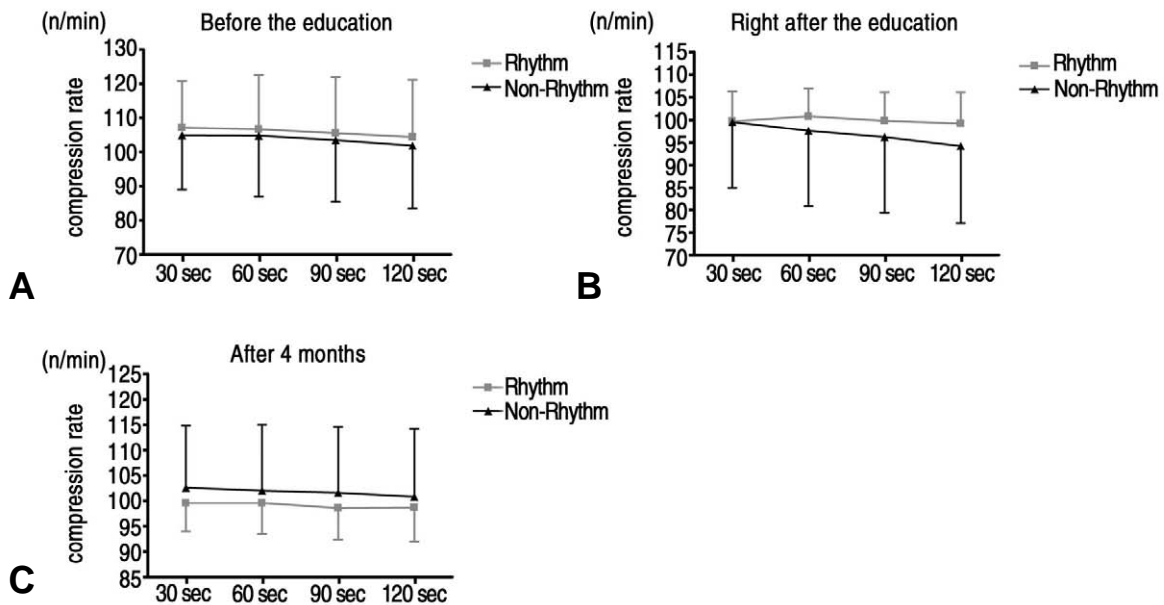 (n/min) Before the education
130
120
110
100
90
80
70
compression rate
30 sec 60 sec 90 sec 120 sec
Rhythm
Non-Rhythm
A
(n/min) Right after the education
115
110
105
100
95
90
85
80
75
70
compression rate
30 sec 60 sec 90 sec 120 sec
Rhythm
Non-Rhythm
B
(n/min) After 4 months
125
120
115
110
105
100
95
90
85
compression rate
30 sec 60 sec 90 sec 120 sec
Rhythm
Non-Rhythm
C